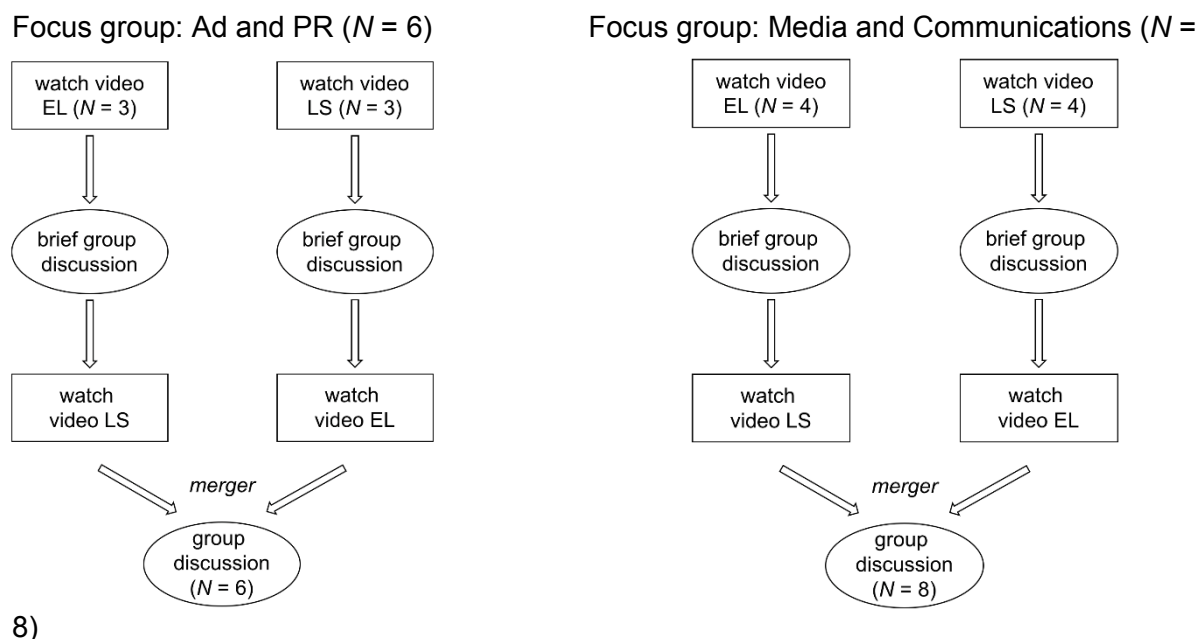 Focus group: Ad and PR (N = 6)
watch video
EL (N = 3)
watch video
LS (N = 3)
brief group
discussion
brief group
discussion
watch
video LS
watch
video EL
merger
group
discussion
(N = 6)
Focus group: Media and Communications (N =
8)
watch video
EL (N = 4)
watch video
LS (N = 4)
brief group
discussion
brief group
discussion
watch
video LS
watch
video EL
merger
group
discussion
(N = 8)